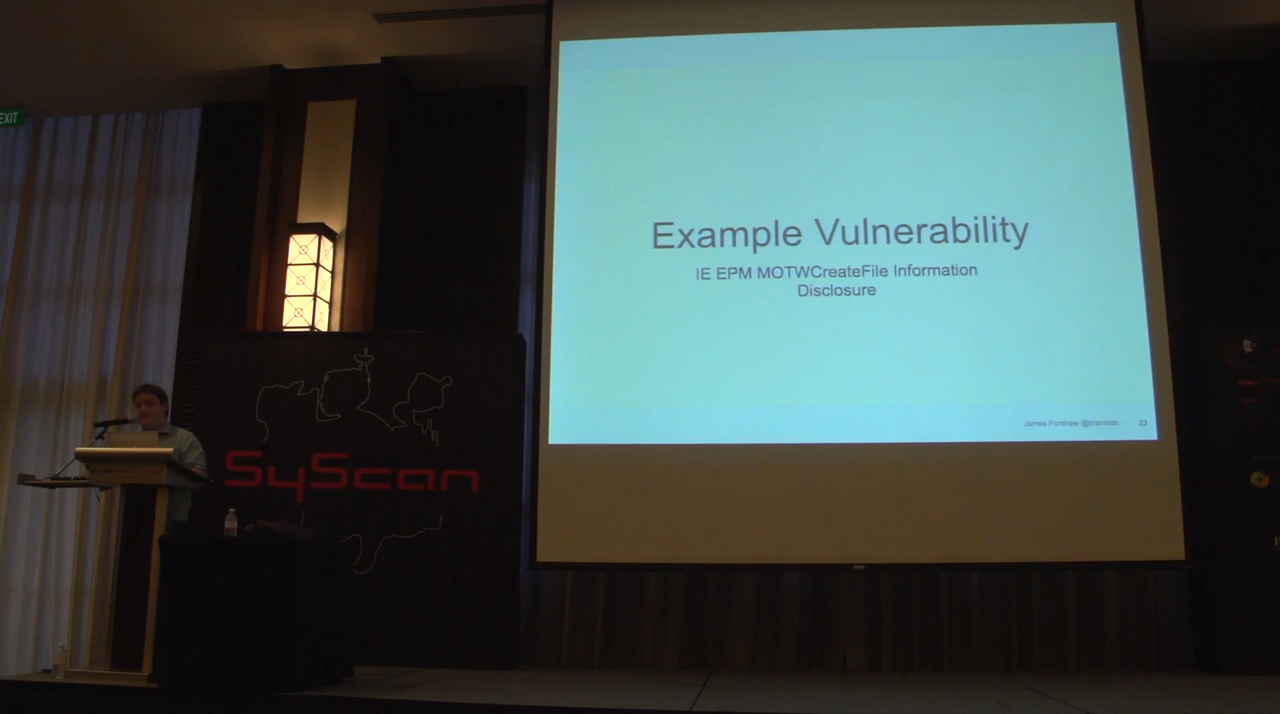 EXIT
Example Vulnerability
IE EPM MOTWCreateFile Information
Disclosure
James Forshaw @tiraniddo
23
SyScan